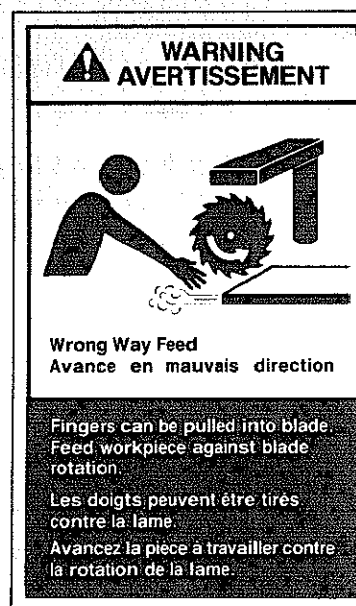 WARNING
AVERTISSEMENT
Wrong Way Feed
Avance en mauvais direction
Fingers can be pulled into blade.
Feed workpiece against blade
rotation.
Les doigts peuvent être tirés
contre la lame.
Avancez la pièce à travailler contre
la rotation de la lame.